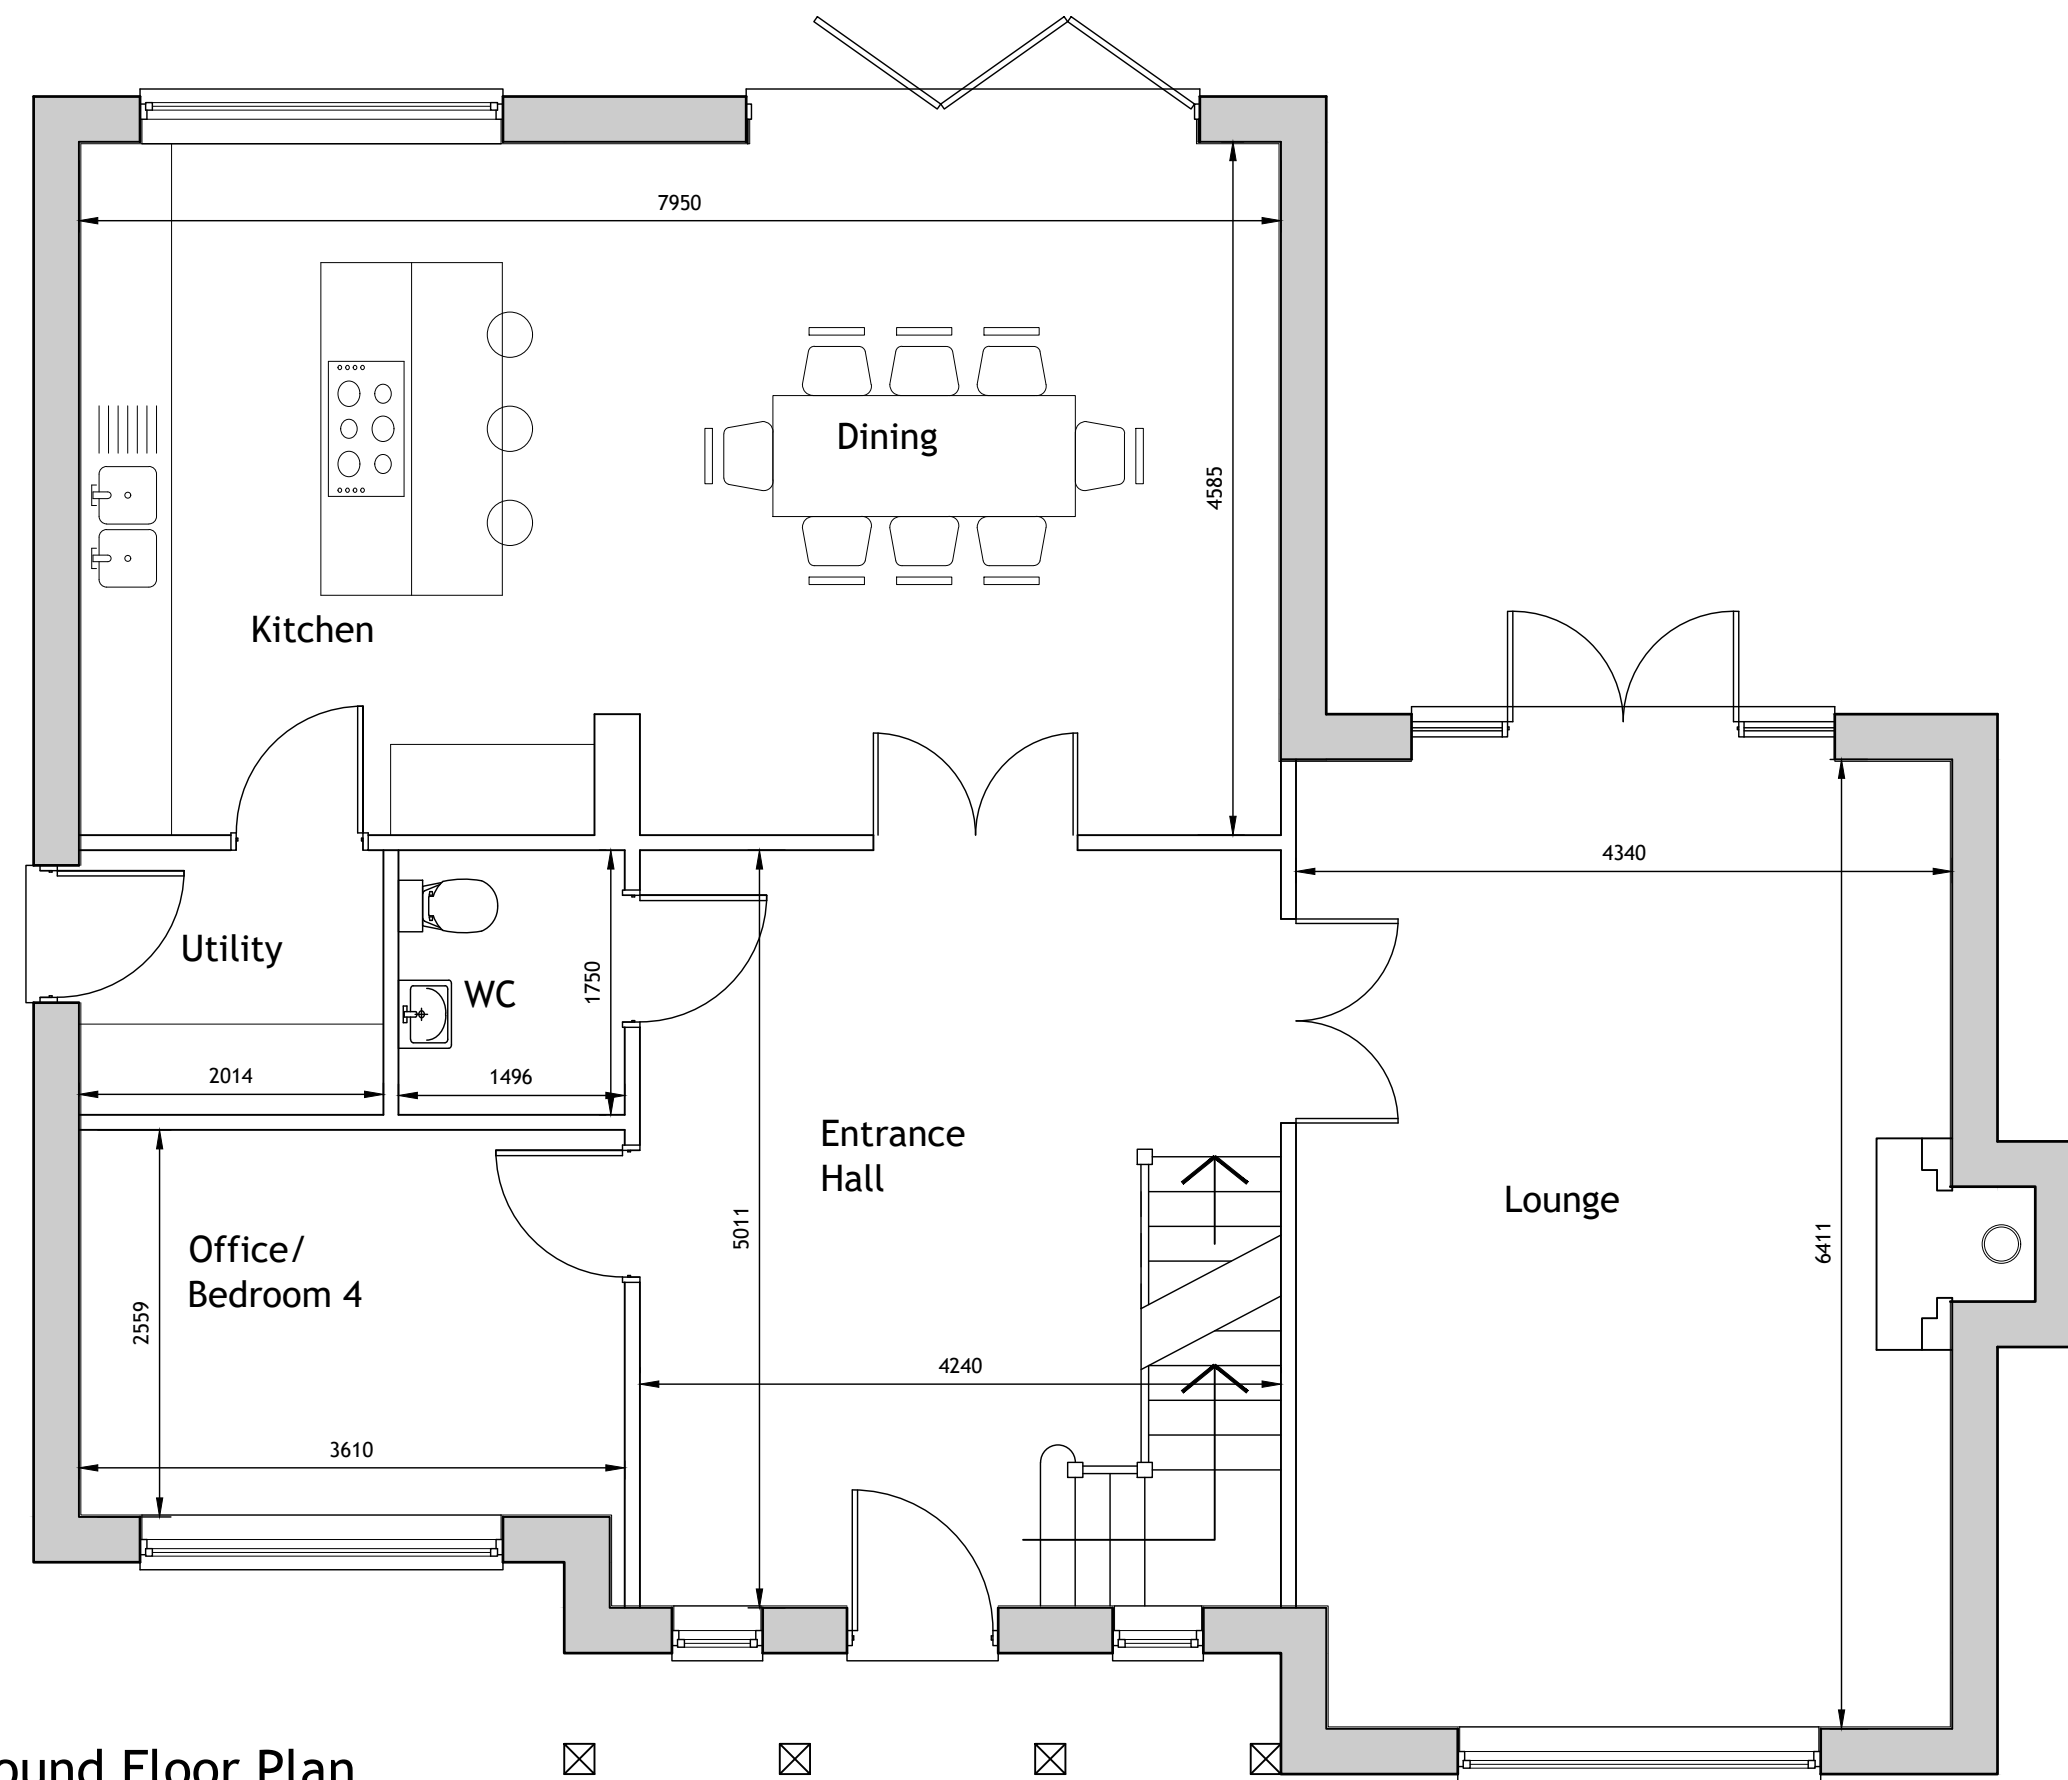 7950
Dining
4585
Kitchen
4340
Utility
WC
1750
2014
1496
Entrance
Hall
Lounge
5011
6411
Office/
Bedroom 4
2559
4240
3610
ound Floor Plan